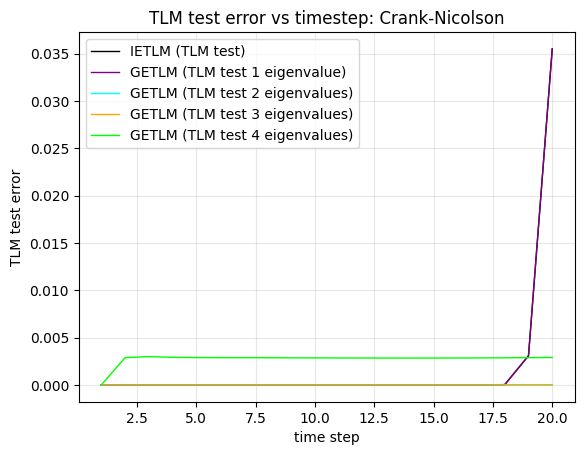 TLM test error vs timestep: Crank-Nicolson
IETLM (TLM test)
GETLM (TLM test 1 eigenvalue)
GETLM (TLM test 2 eigenvalues)
GETLM (TLM test 3 eigenvalues)
GETLM (TLM test 4 eigenvalues)
TLM test error
0.035
0.030
0.025
0.020
0.015
0.010
0.005
0.000
2.5 5.0 7.5 10.0 12.5 15.0 17.5 20.0
time step